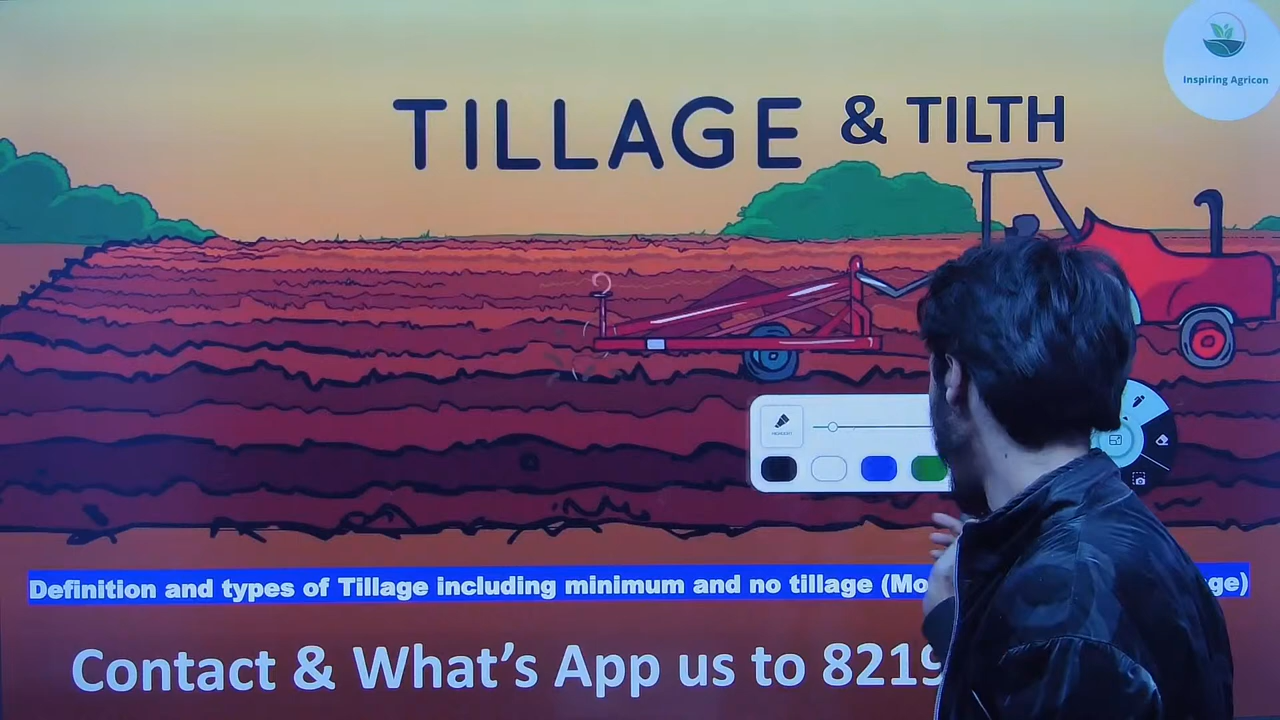 TILLAGE & TILTH
Inspiring Agricon
Definition and types of Tillage including minimum and no tillage (Mo ge)
Contact & What's App us to 8219